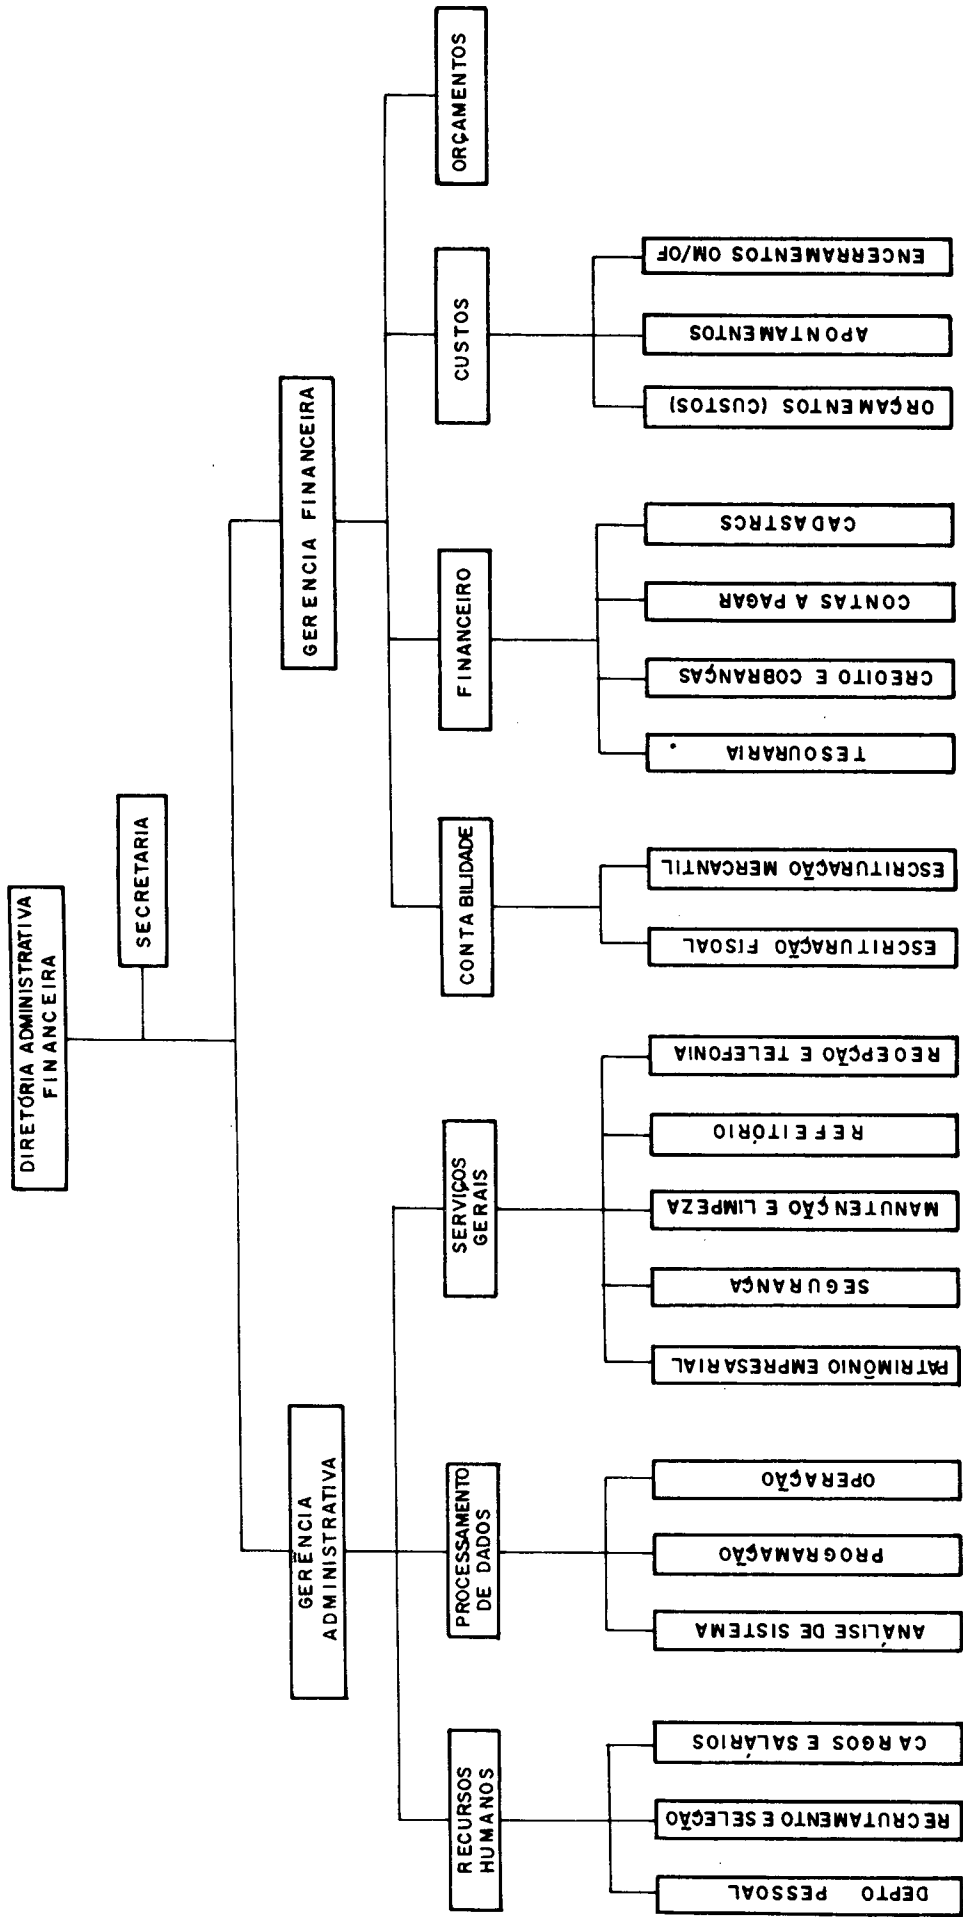 DIRETÓRIA ADMINISTRATIVA
FINANCEIRA
SECRETARIA
GERÊNCIA
ADMINISTRATIVA
GERENCIA FINANCEIRA
RECURSOS
HUMANOS
PROCESSAMENTO
DE DADOS
SERVIÇOS
GERAIS
CONTABILIDADE
FINANCEIRO
CUSTOS
ORÇAMENTOS
DEPTO PESSOAL
RECRUTAMENTO E SELEÇÃO
CARGOS E SALÁRIOS
ANÁLISE DE SISTEMA
PROGRAMAÇÃO
OPERAÇÃO
PATRIMÔNIO EMPRESARIAL
SEGURANÇA
MANUTENÇÃO E LIMPEZA
REFEITÓRIO
RECEPÇÃO E TELEFONIA
ESCRITURAÇÃO FISCAL
ESCRITURAÇÃO MERCANTIL
TESOURARIA
CREDITO E COBRANÇAS
CONTAS A PAGAR
CADASTROS
ORÇAMENTOS (CUSTOS)
APONTAMENTOS
ENCERRAMENTOS OM/OF